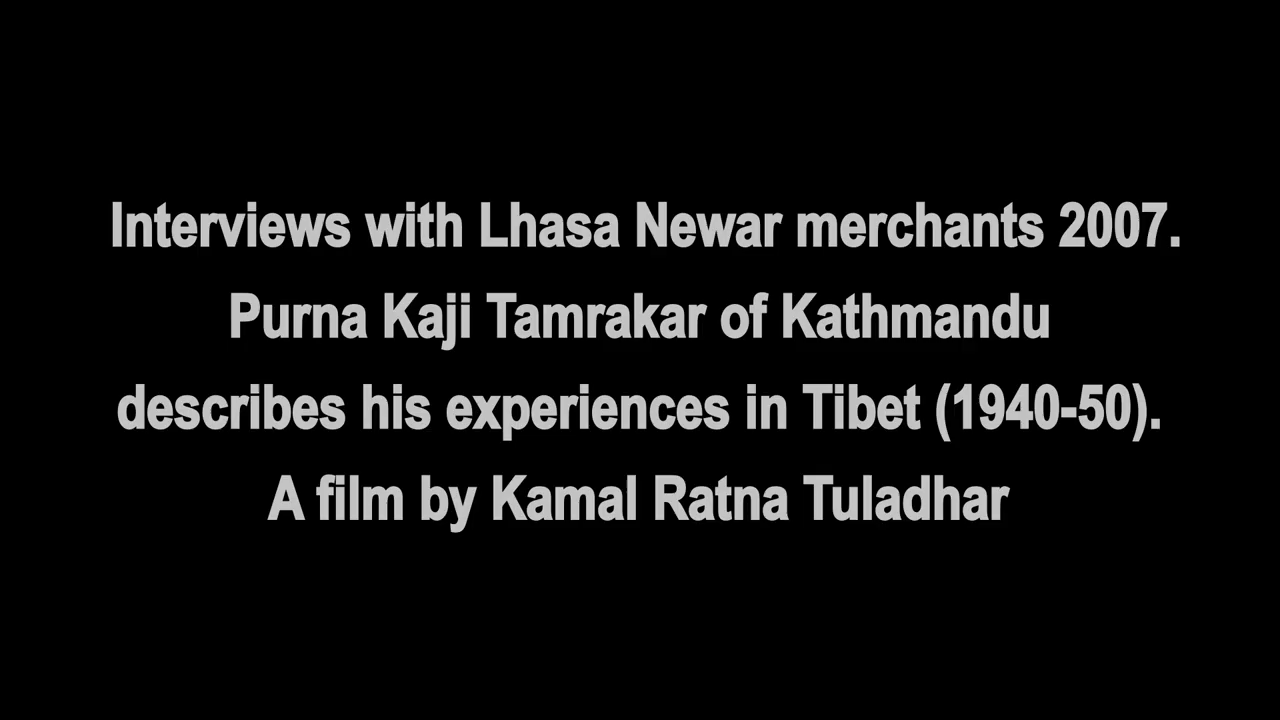 Interviews with Lhasa Newar merchants 2007.
Purna Kaji Tamrakar of Kathmandu
describes his experiences in Tibet (1940-50).
A film by Kamal Ratna Tuladhar